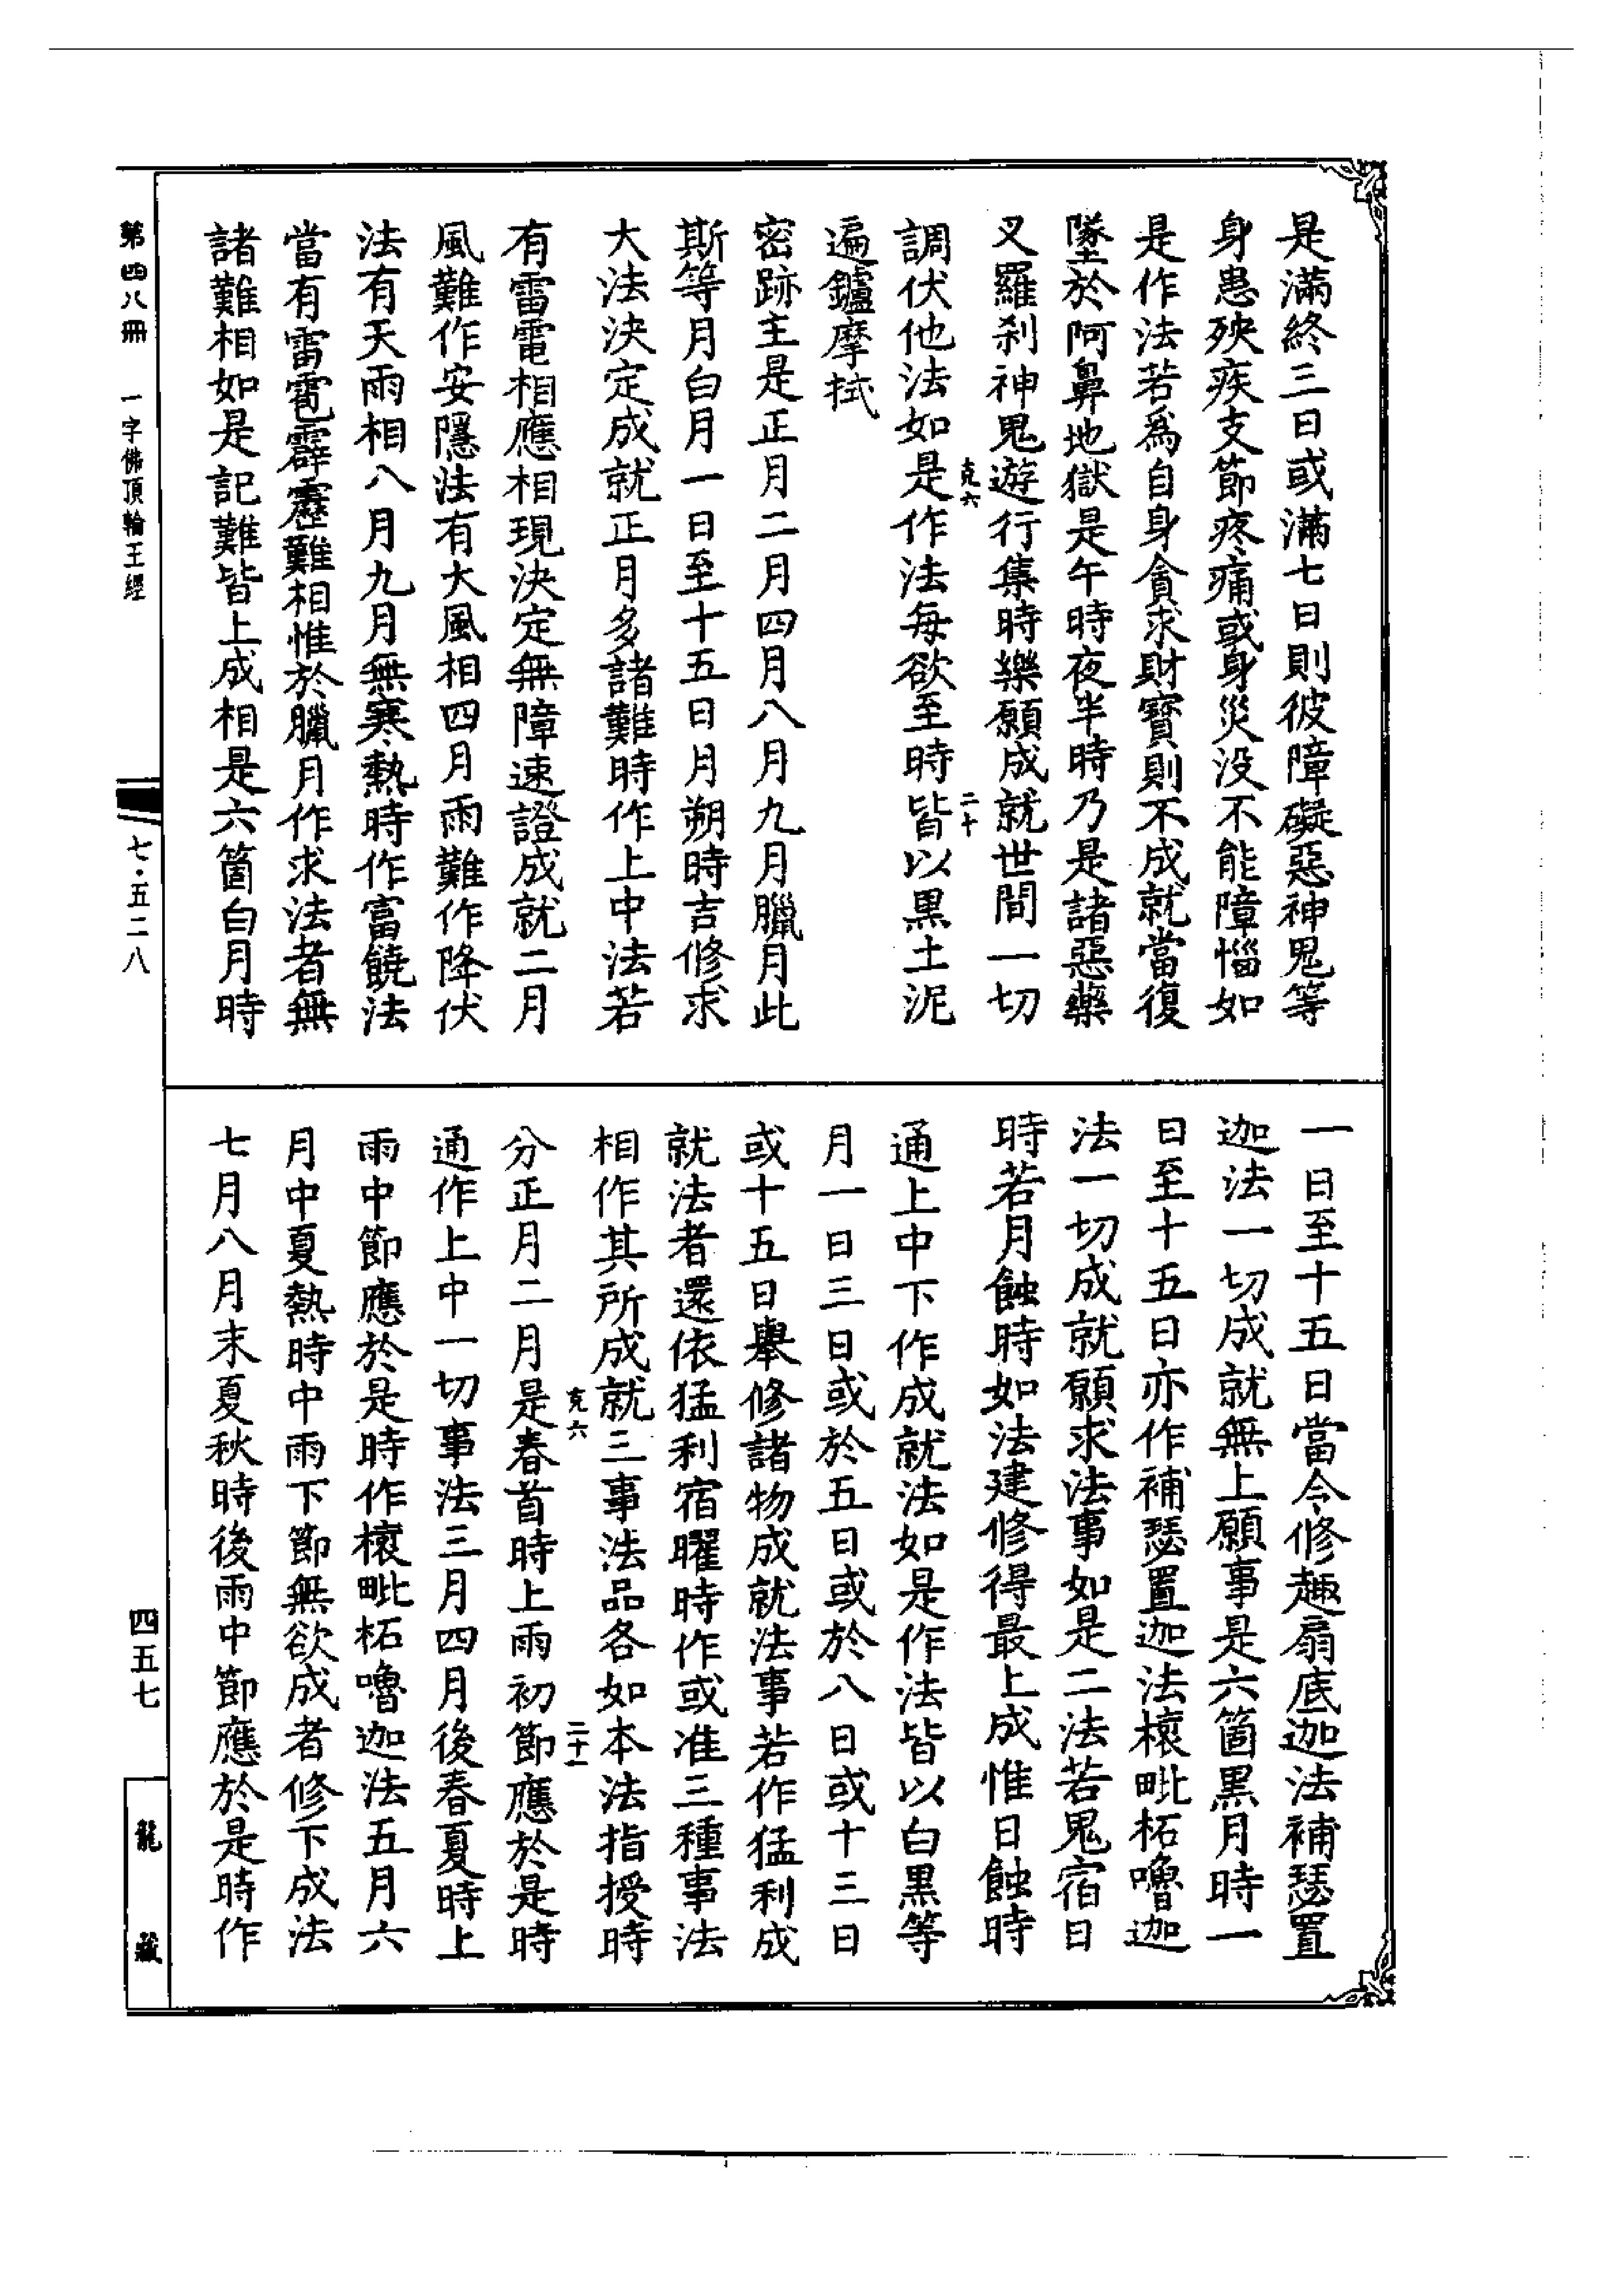 是滿終三日或滿七日則彼障礙惡神鬼等
身患殃疾支節疼痛或身災没不能障惱如
是作法若爲自身貪求財寶則不成就當復
墜於阿鼻地獄是午時夜半時乃是諸惡藥
叉羅刹神鬼遊行集時樂願成就世間一切
克六
二十
調伏他法如是作法每欲至時皆以黑土泥
遍鑪摩拭
密跡主是正月二月四月八月九月臘月此
斯等月白月一日至十五日月朔時吉修求
大法決定成就正月多諸難時作上中法若
有雷電相應相現決定無障速證成就二月
風難作安隱法有大風相四月雨難作降伏
法有天雨相八月九月無寒熱時作富饒法
當有雷雹霹靂難相惟於臘月作求法者無
諸難相如是記難皆上成相是六箇白月時
一日至十五日當令修趣扇底迦法補瑟置
迦法一切成就無上願事是六箇黑月時一
日至十五日亦作補瑟置迦法櫰毗柘嚕迦
法一切成就願求法事如是二法若鬼宿日
時若月蝕時如法建修得最上成惟日蝕時
通上中下作成就法如是作法皆以白黑等
月一日三日或於五日或於八日或十三日
或十五日舉修諸物成就法事若作猛利成
就法者還依猛利宿曜時作或准三種事法
相作其所成就三事法品各如本法指授時
克六
二十一
分正月二月是春首時上雨初節應於是時
通作上中一切事法三月四月後春夏時上
雨中節應於是時作櫰毗柘嚕迦法五月六
月中夏熱時中雨下節無欲成者修下成法
七月八月末夏秋時後雨中節應於是時作
第四八冊　一字佛頂輪王經
七·五二八
四五七
龍藏